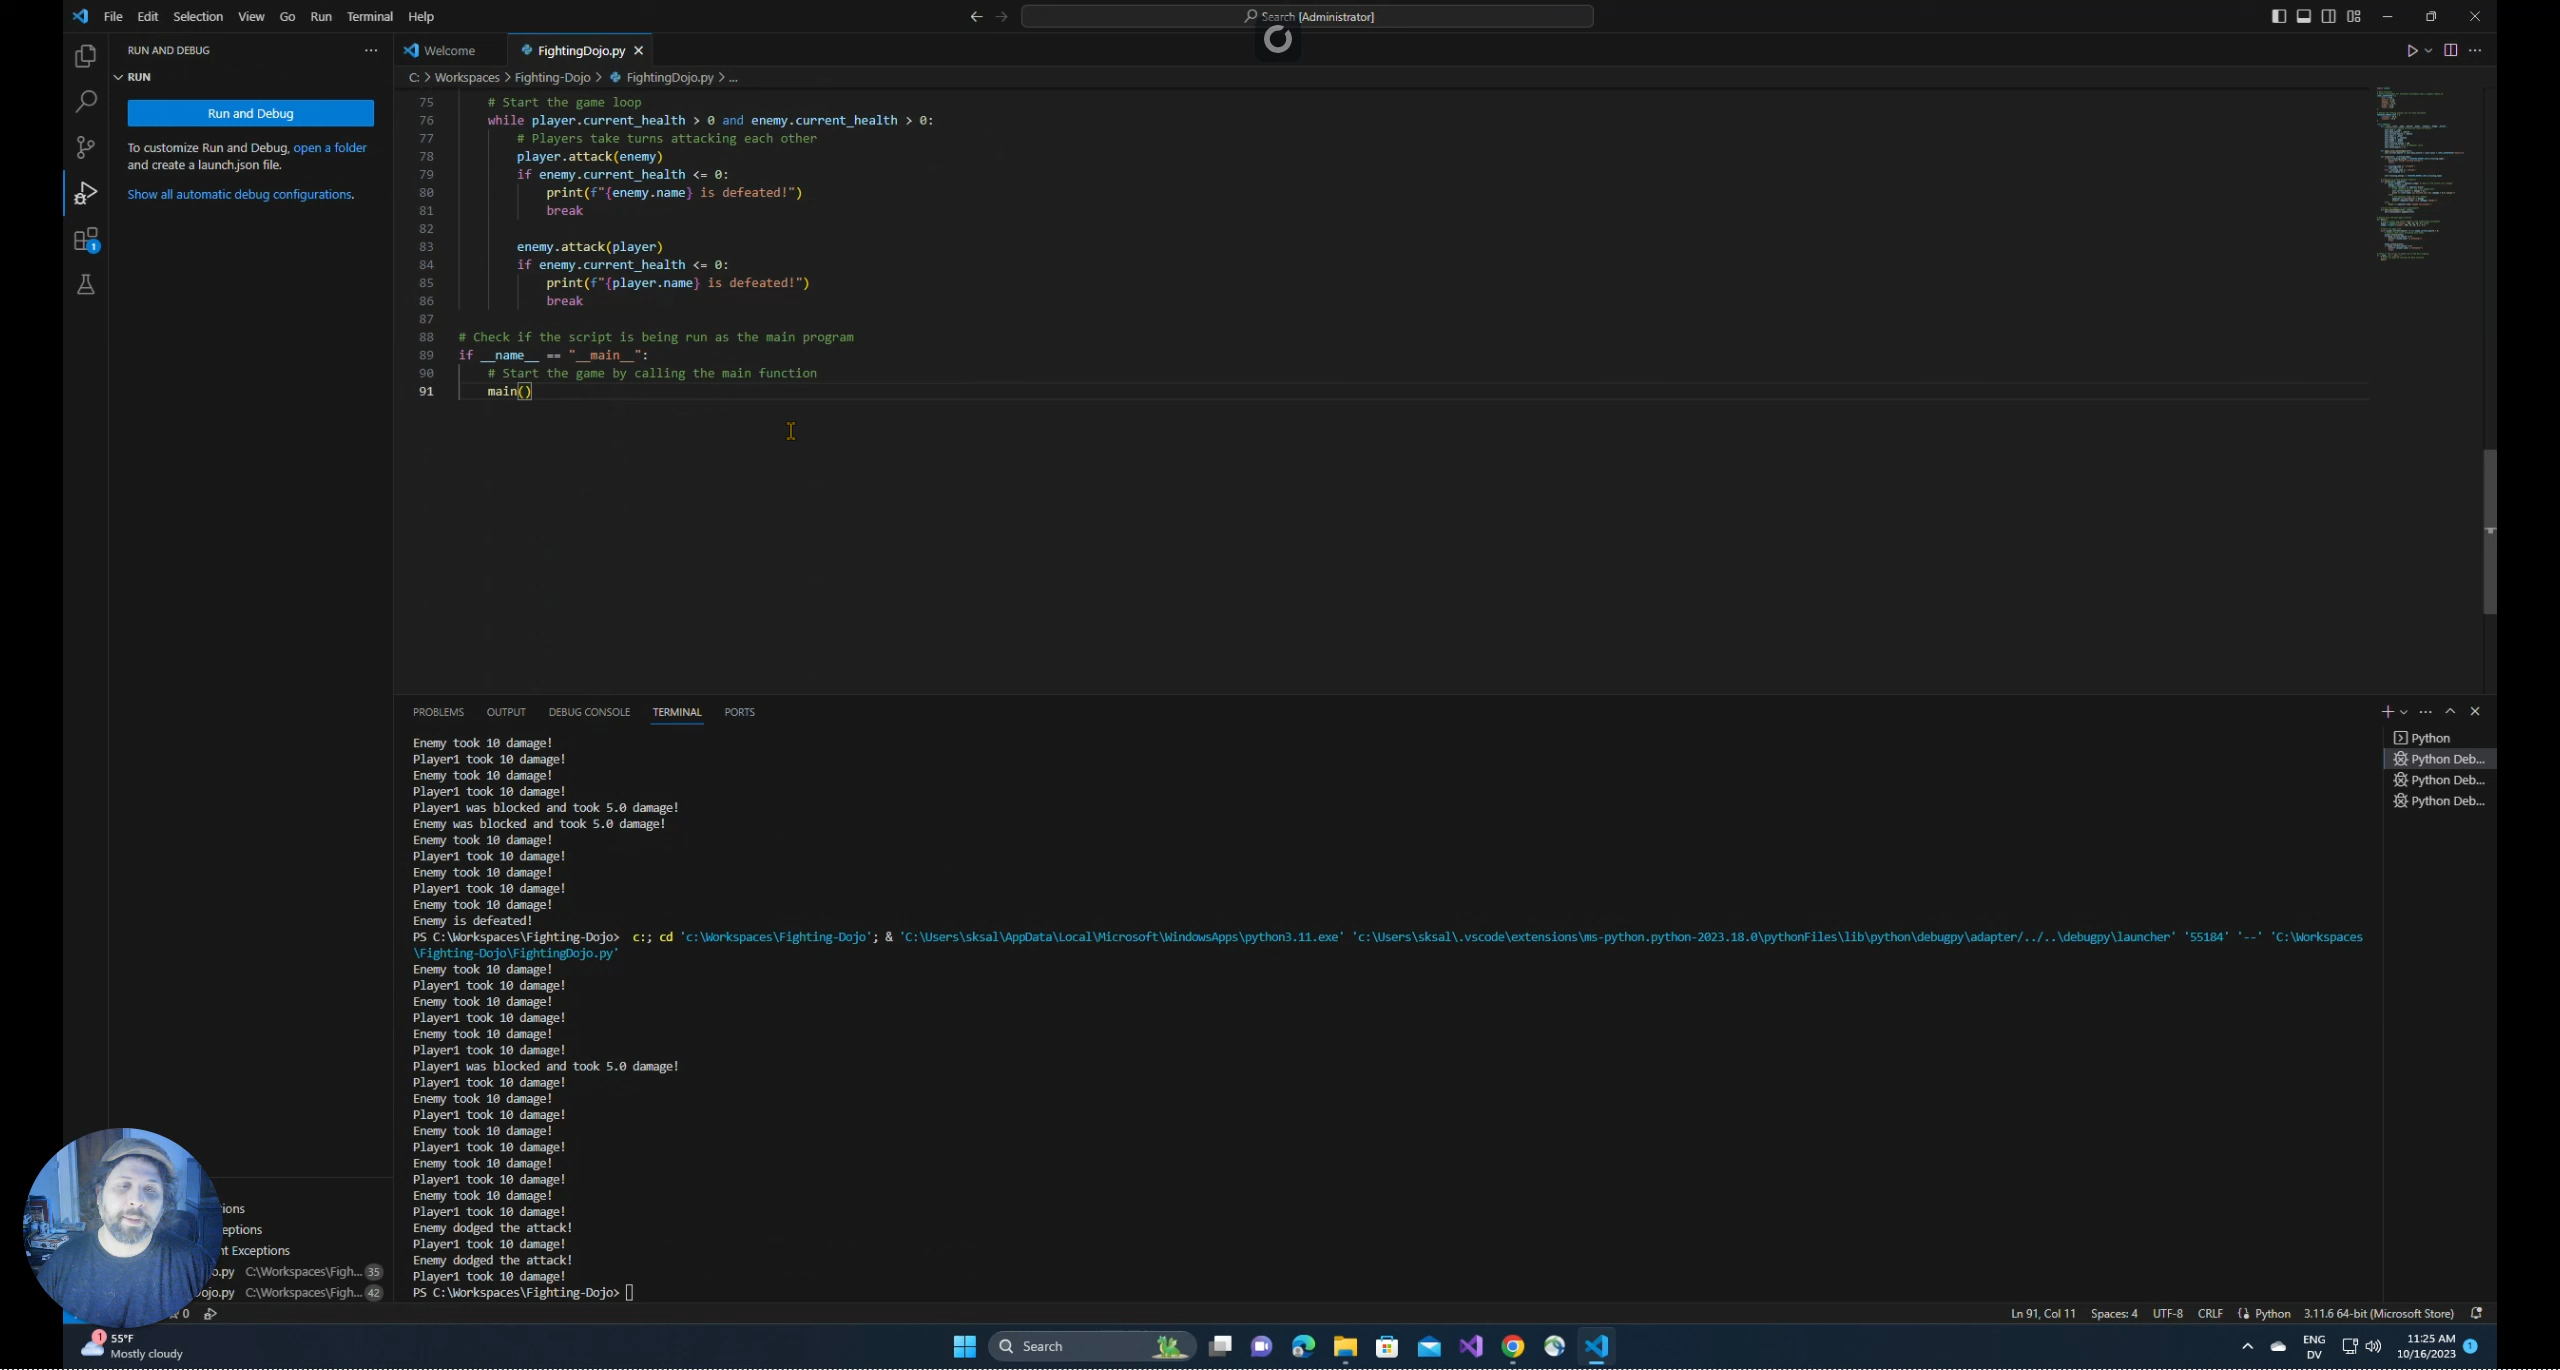 File Edit Selection View Go Run Terminal Help
Search [Administrator]
RUN AND DEBUG
Welcome
FightingDojo.py
RUN
C: > Workspaces > Fighting-Dojo > FightingDojo.py > ...
Run and Debug
To customize Run and Debug, open a folder
and create a launch.json file.
Show all automatic debug configurations.
75 # Start the game loop
76 while player.current_health > 0 and enemy.current_health > 0:
77 # Players take turns attacking each other
78 player.attack(enemy)
79 if enemy.current_health <= 0:
80 print(f"{enemy.name} is defeated!")
81 break
82
83 enemy.attack(player)
84 if enemy.current_health <= 0:
85 print(f"{player.name} is defeated!")
86 break
87
88 # Check if the script is being run as the main program
89 if __name__ == "__main__":
90 # Start the game by calling the main function
91 main()
PROBLEMS OUTPUT DEBUG CONSOLE TERMINAL PORTS
Python
Python Deb...
Python Deb...
Python Deb...
Enemy took 10 damage!
Player1 took 10 damage!
Enemy took 10 damage!
Player1 took 10 damage!
Player1 was blocked and took 5.0 damage!
Enemy was blocked and took 5.0 damage!
Enemy took 10 damage!
Player1 took 10 damage!
Enemy took 10 damage!
Player1 took 10 damage!
Enemy took 10 damage!
Enemy is defeated!
PS C:\Workspaces\Fighting-Dojo> c:; cd 'c:\Workspaces\Fighting-Dojo'; & 'C:\Users\sksal\AppData\Local\Microsoft\WindowsApps\python3.11.exe' 'c:\Users\sksal\.vscode\extensions\ms-python.python-2023.18.0\pythonFiles\lib\python\debugpy\adapter/../..\debugpy\launcher' '55184' '--' 'C:\Workspaces
\Fighting-Dojo\FightingDojo.py'
Enemy took 10 damage!
Player1 took 10 damage!
Enemy took 10 damage!
Player1 took 10 damage!
Enemy took 10 damage!
Player1 took 10 damage!
Player1 was blocked and took 5.0 damage!
Player1 took 10 damage!
Enemy took 10 damage!
Player1 took 10 damage!
Enemy took 10 damage!
Player1 took 10 damage!
Enemy took 10 damage!
Player1 took 10 damage!
Enemy took 10 damage!
Player1 took 10 damage!
Enemy dodged the attack!
Player1 took 10 damage!
Enemy dodged the attack!
Player1 took 10 damage!
PS C:\Workspaces\Fighting-Dojo>
ions
eptions
nt Exceptions
o.py C:\Workspaces\Figh... 35
Dojo.py C:\Workspaces\Figh... 42
0
Ln 91, Col 11 Spaces: 4 UTF-8 CRLF Python 3.11.6 64-bit (Microsoft Store)
1
55°F
Mostly cloudy
Search
ENG
DV
11:25 AM
10/16/2023
1